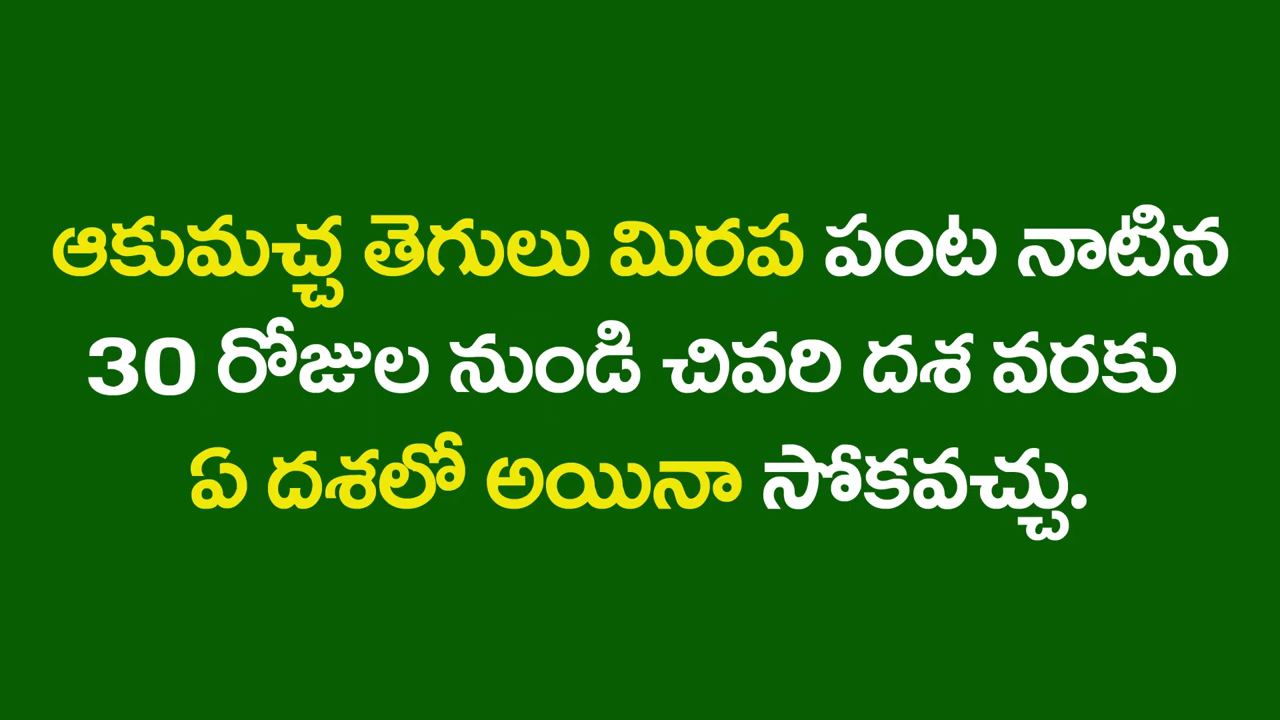 ఆకుమచ్చ తెగులు మిరప పంట నాటిన
30 రోజుల నుండి చివరి దశ వరకు
ఏ దశలో అయినా సోకవచ్చు.